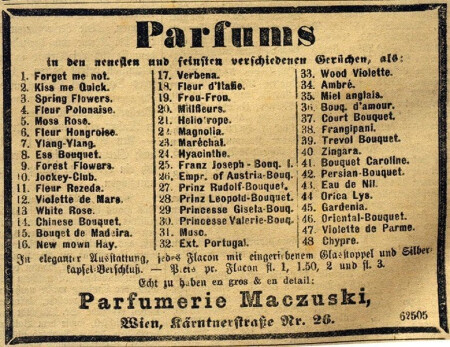 Parfums
in den neuesten und feinsten verschiedenen Gerüchen, als:
1. Forget me not.
2. Kiss me Quick.
3. Spring Flowers.
4. Fleur Polonaise.
5. Moss Rose.
6. Fleur Hongroise.
7. Ylang-Ylang.
8. Ess Bouquet.
9. Forest Flowers.
10. Jockey-Club.
11. Fleur Rezeda.
12. Violette de Mars.
13. White Rose.
14. Chinese Bouquet.
15. Bouqet de Madeira.
16. New mown Hay.
17. Verbena.
18. Fleur d'Italie.
19. Frou-Frou.
20. Millfleurs.
21. Heliotrope.
22. Magnolia.
23. Maréchal.
24. Hyacinthe.
25. Franz Joseph-Bouq. I.
26. Empr. of Austria-Bouq.
27. Prinz Rudolf-Bouquet.
28. Prinz Leopold-Bouquet.
29. Princesse Gisela-Bouq.
30. Princesse Valerie-Bouq.
31. Musc.
32. Ext. Portugal.
33. Wood Violette.
34. Ambré.
35. Miel anglais.
36. Bouq. d'amour.
37. Court Bouquet.
38. Frangipani.
39. Trevol Bouquet.
40. Zingara.
41. Bouquet Caroline.
42. Persian-Bouquet.
43. Eau de Nil.
44. Orica Lys.
45. Gardenia.
46. Oriental-Bouquet.
47. Violette de Parme.
48 Chypre.
In eleganter Ausstattung, jedes Flacon mit eingeriebenem Glasstoppel und Silber-
kapsel-Verschluß. — Preis pr. Flacon fl. 1, 1.50, 2 und fl. 3.
Echt zu haben en gros & en detail:
Parfumerie Maczuski,
Wien, Kärntnerstraße Nr. 26.
62505